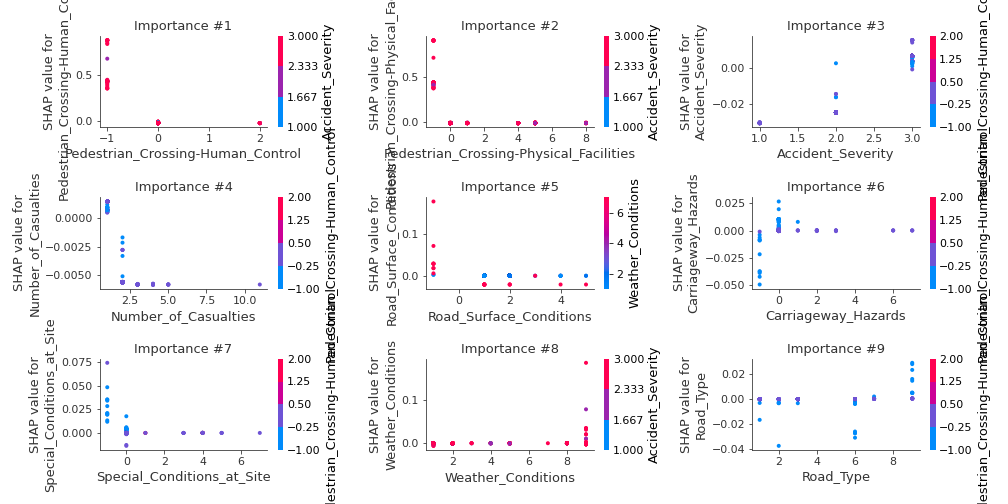 Importance #1
SHAP value for
Pedestrian_Crossing-Human_Co
0.5
0.0
−1
0
1
2
Pedestrian_Crossing-Human_Control
3.000
2.333
1.667
1.000
Accident_Severity
Importance #2
SHAP value for
Pedestrian_Crossing-Physical_Fa
0.5
0.0
0
2
4
6
8
Pedestrian_Crossing-Physical_Facilities
3.000
2.333
1.667
1.000
Accident_Severity
Importance #3
SHAP value for
Accident_Severity
0.00
−0.02
1.0
1.5
2.0
2.5
3.0
Accident_Severity
2.00
1.25
0.50
−0.25
−1.00
Importance #4
SHAP value for
Number_of_Casualties
0.0000
−0.0025
−0.0050
2.5
5.0
7.5
10.0
Number_of_Casualties
2.00
1.25
0.50
−0.25
−1.00
Importance #5
SHAP value for
Road_Surface_Conditions
0.1
0.0
0
2
4
Road_Surface_Conditions
6
4
2
Weather_Conditions
Importance #6
SHAP value for
Carriageway_Hazards
0.025
0.000
−0.025
−0.050
0
2
4
6
Carriageway_Hazards
2.00
1.25
0.50
−0.25
−1.00
Importance #7
SHAP value for
Special_Conditions_at_Site
0.075
0.050
0.025
0.000
0
2
4
6
Special_Conditions_at_Site
2.00
1.25
0.50
−0.25
−1.00
Importance #8
SHAP value for
Weather_Conditions
0.1
0.0
2
4
6
8
Weather_Conditions
3.000
2.333
1.667
1.000
Accident_Severity
Importance #9
SHAP value for
Road_Type
0.02
0.00
−0.02
−0.04
2
4
6
8
Road_Type
2.00
1.25
0.50
−0.25
−1.00
destrian_Crossing-Human